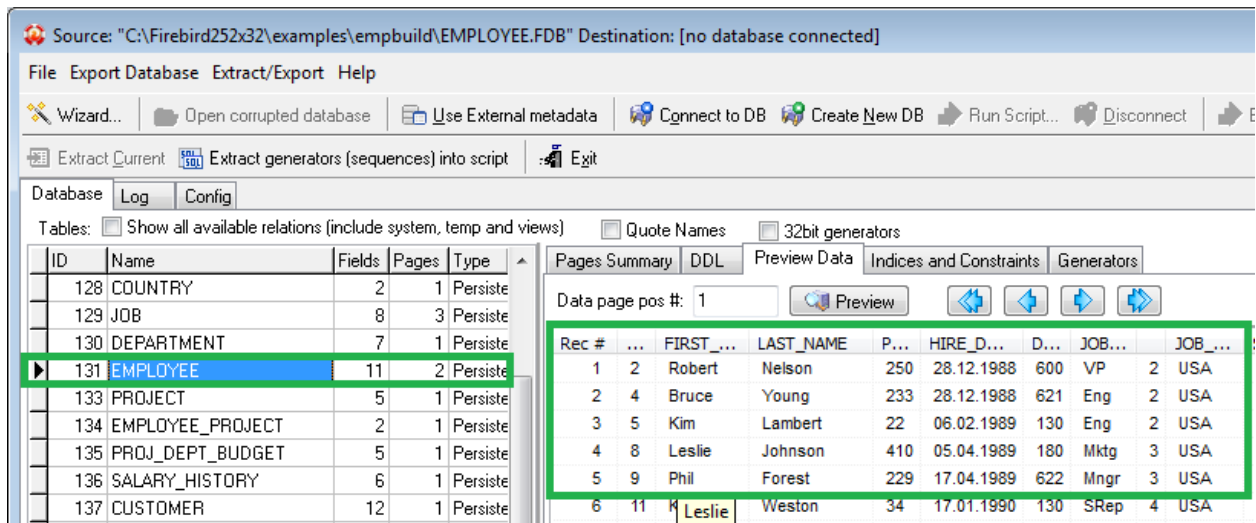 Source: "C:\Firebird252x32\examples\empbuild\EMPLOYEE.FDB" Destination: [no database connected]
File Export Database Extract/Export Help
Wizard... Open corrupted database Use External metadata Connect to DB Create New DB Run Script... Disconnect
Extract Current Extract generators (sequences) into script Exit
Database Log Config
Tables: Show all available relations (include system, temp and views) Quote Names 32bit generators
ID Name Fields Pages Type Pages Summary DDL Preview Data Indices and Constraints Generators
128 COUNTRY 2 1 Persiste
Data page pos #: 1 Preview
129 JOB 8 3 Persiste
130 DEPARTMENT 7 1 Persiste Rec # ... FIRST_... LAST_NAME P... HIRE_D... D... JOB... JOB_...
131 EMPLOYEE 11 2 Persiste 1 2 Robert Nelson 250 28.12.1988 600 VP 2 USA
133 PROJECT 5 1 Persiste 2 4 Bruce Young 233 28.12.1988 621 Eng 2 USA
134 EMPLOYEE_PROJECT 2 1 Persiste 3 5 Kim Lambert 22 06.02.1989 130 Eng 2 USA
135 PROJ_DEPT_BUDGET 5 1 Persiste 4 8 Leslie Johnson 410 05.04.1989 180 Mktg 3 USA
136 SALARY_HISTORY 6 1 Persiste 5 9 Phil Forest 229 17.04.1989 622 Mngr 3 USA
137 CUSTOMER 12 1 Persiste 6 11 K Leslie Weston 34 17.01.1990 130 SRep 4 USA